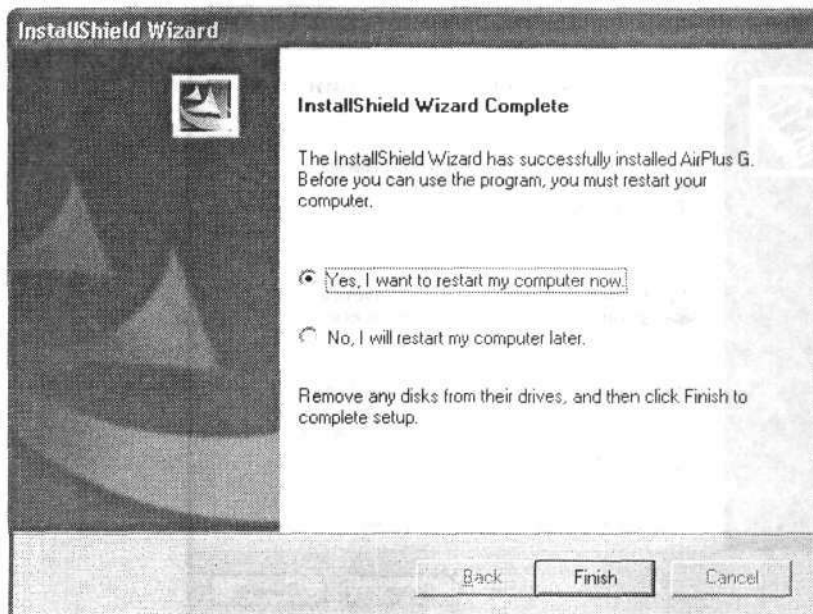 InstallShield Wizard
InstallShield Wizard Complete
The InstallShield Wizard has successfully installed AirPlus G.
Before you can use the program, you must restart your
computer.
Yes, I want to restart my computer now.
No, I will restart my computer later.
Remove any disks from their drives, and then click Finish to
complete setup.
Back Finish Cancel